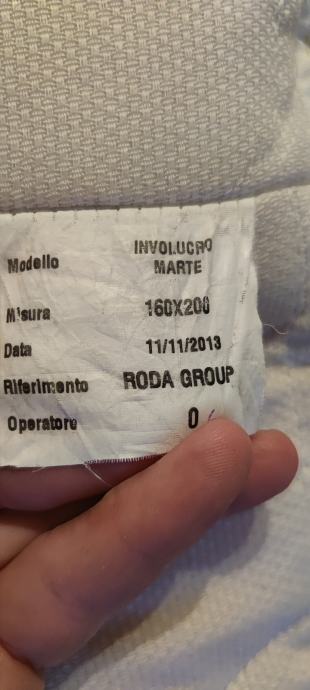 Modello INVOLUCRO
MARTE
Misura 160X200
Data 11/11/2013
Riferimento RODA GROUP
Operatore 0